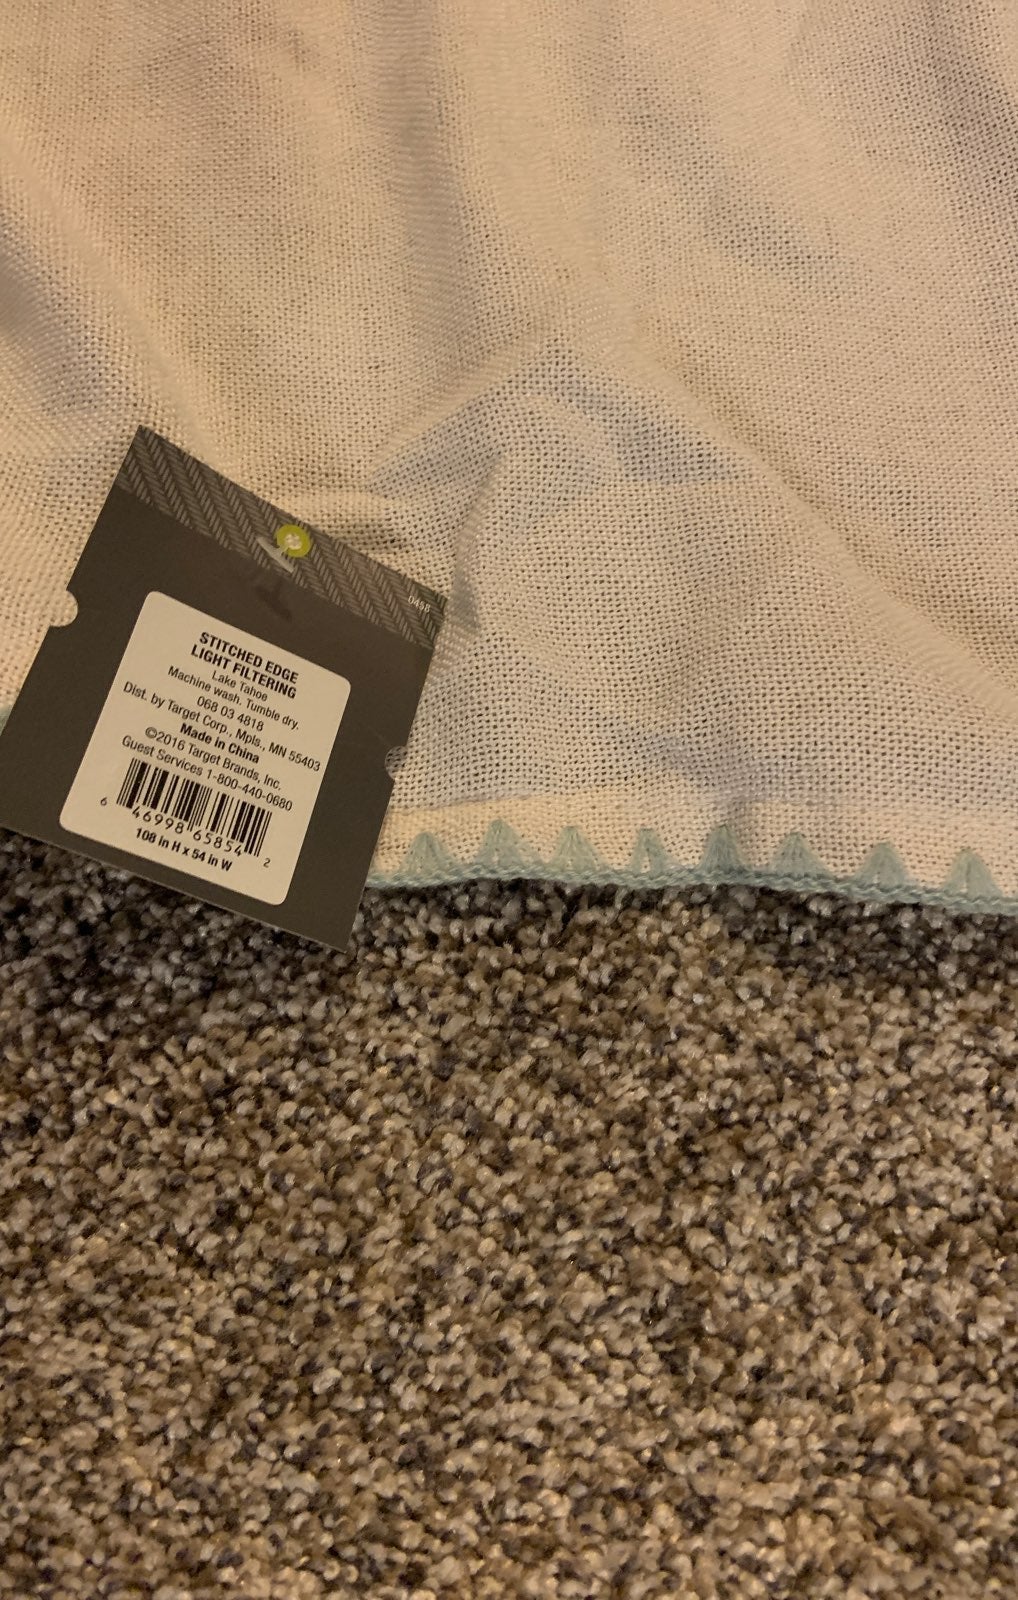 0458
STITCHED EDGE
LIGHT FILTERING
Lake Tahoe
Machine wash. Tumble dry.
068 03 4818
Dist. by Target Corp., Mpls., MN 55403
Made in China
©2016 Target Brands, Inc.
Guest Services 1-800-440-0680
6 46998 65854 2
108 in H x 54 in W